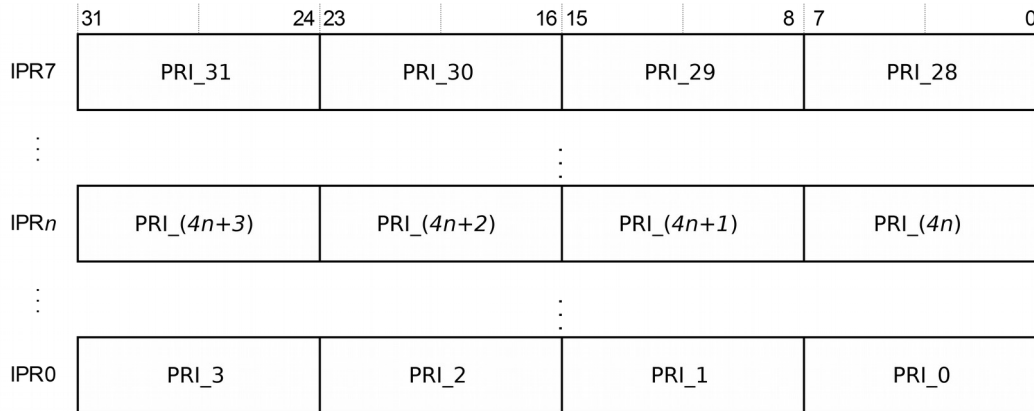 31 24 23 16 15 8 7 0
IPR7 PRI_31 PRI_30 PRI_29 PRI_28
IPRn PRI_(4n+3) PRI_(4n+2) PRI_(4n+1) PRI_(4n)
IPR0 PRI_3 PRI_2 PRI_1 PRI_0